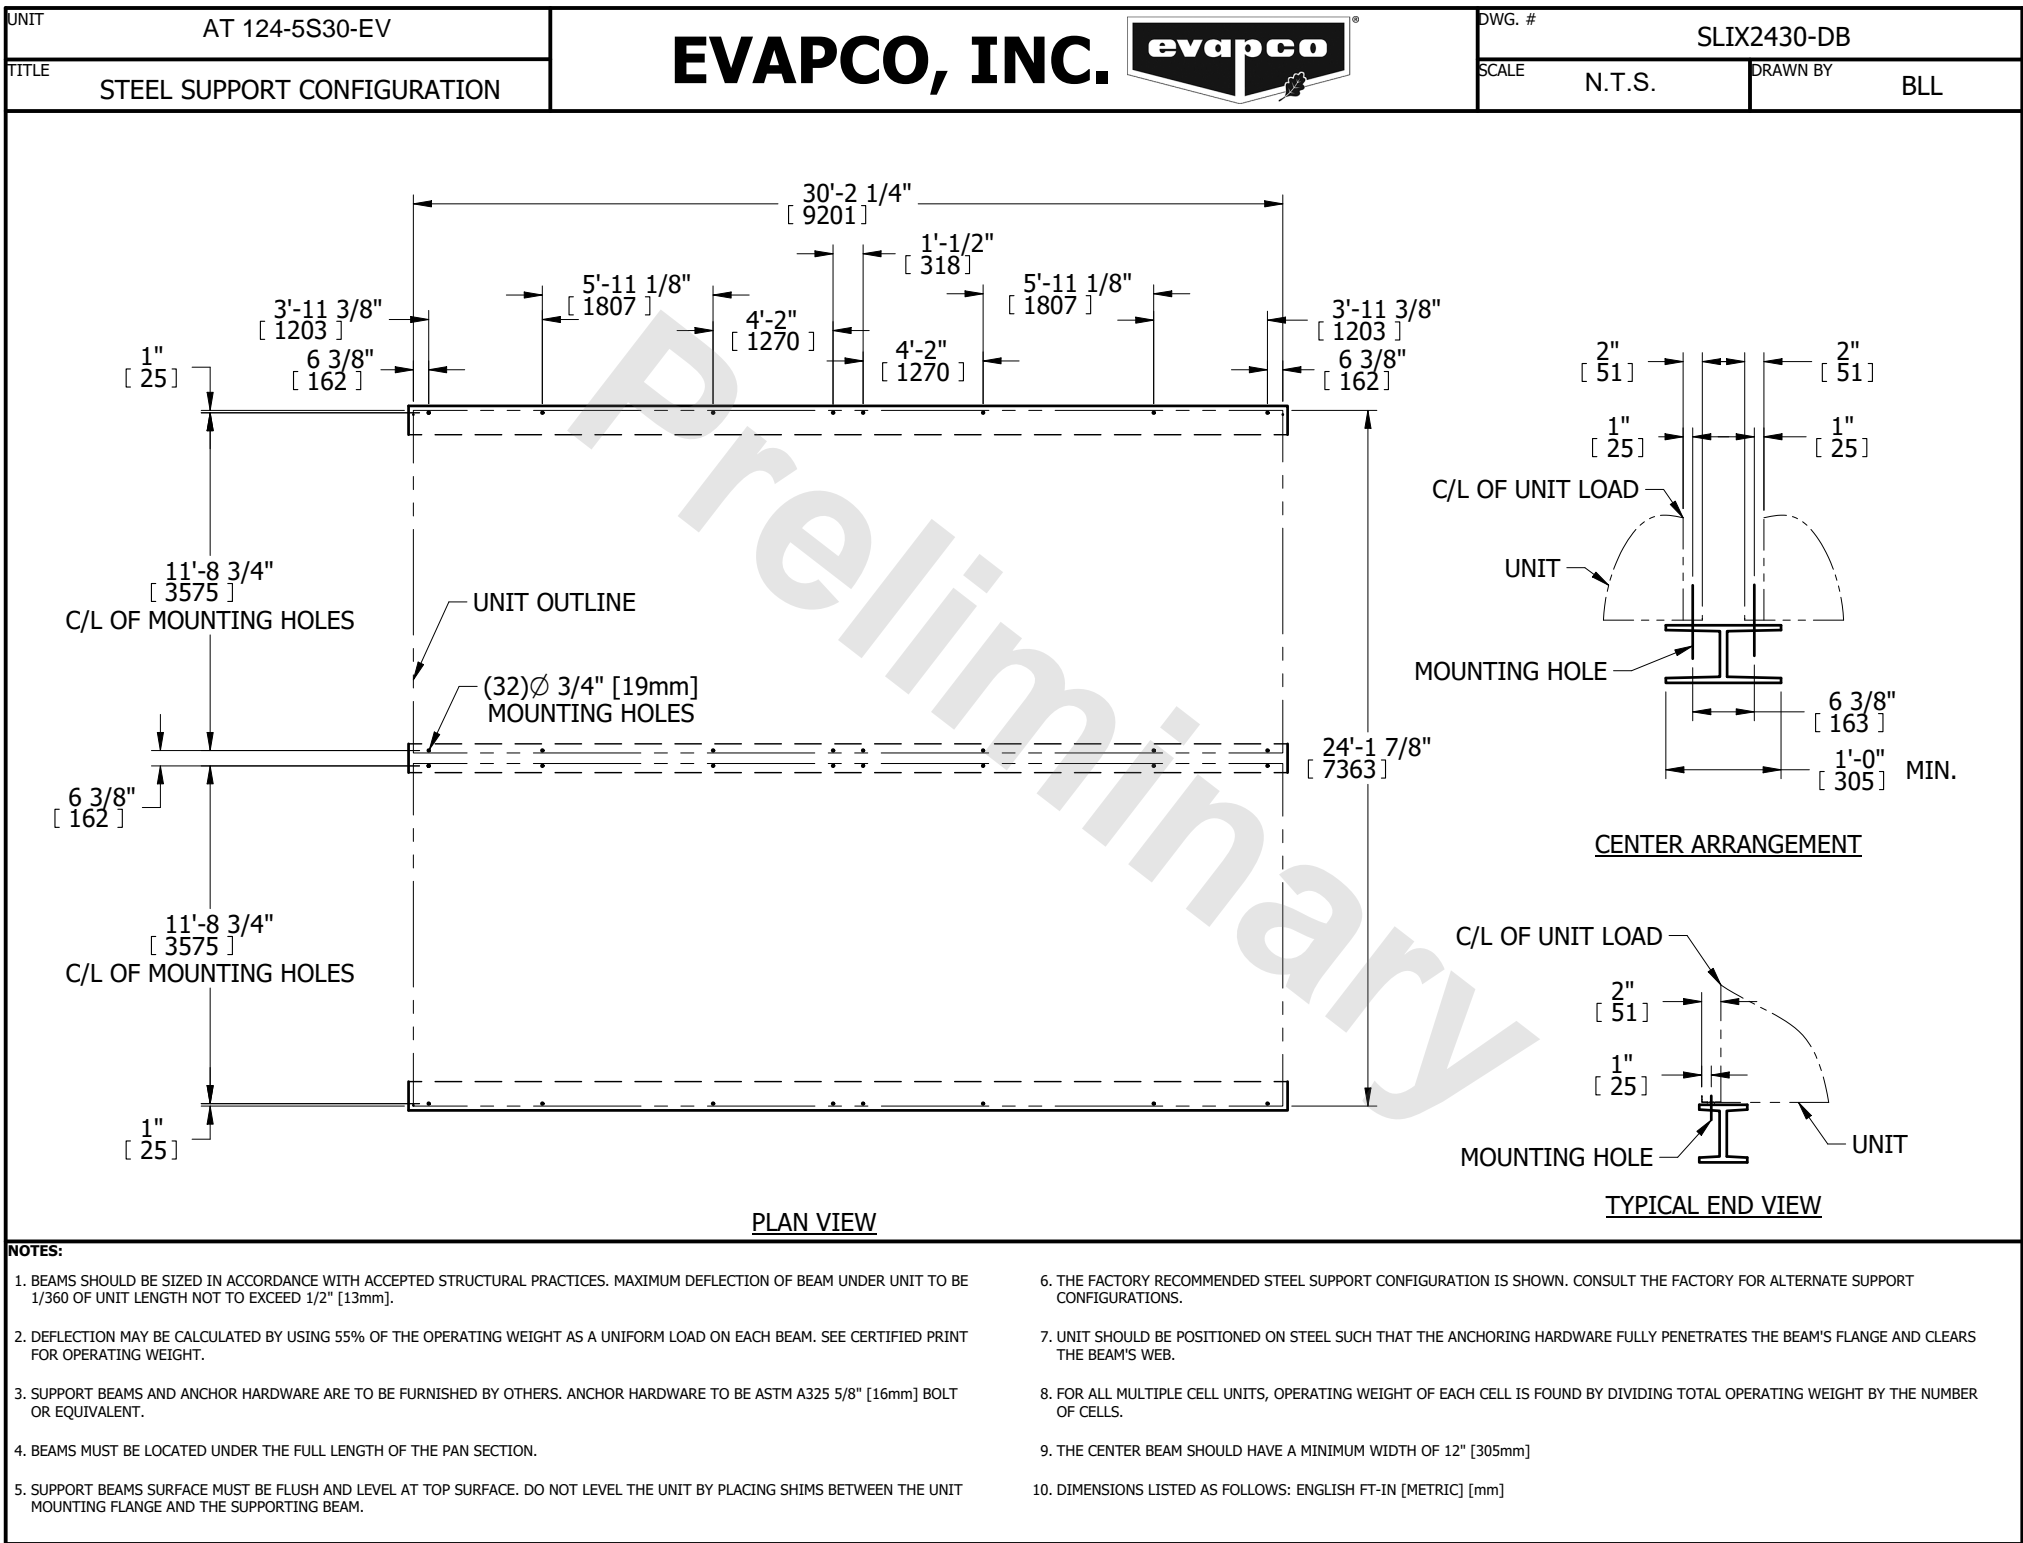 UNIT
AT 124-5S30-EV
TITLE
STEEL SUPPORT CONFIGURATION
EVAPCO, INC.
evapco
®
DWG. #
SLIX2430-DB
SCALE
N.T.S.
DRAWN BY
BLL
30'-2 1/4"
[ 9201 ]
1'-1/2"
[ 318 ]
5'-11 1/8"
[ 1807 ]
5'-11 1/8"
[ 1807 ]
3'-11 3/8"
[ 1203 ]
4'-2"
[ 1270 ]
3'-11 3/8"
[ 1203 ]
1"
[ 25 ]
6 3/8"
[ 162 ]
4'-2"
[ 1270 ]
6 3/8"
[ 162 ]
11'-8 3/4"
[ 3575 ]
C/L OF MOUNTING HOLES
UNIT OUTLINE
(32)∅ 3/4" [19mm]
MOUNTING HOLES
6 3/8"
[ 162 ]
24'-1 7/8"
[ 7363 ]
11'-8 3/4"
[ 3575 ]
C/L OF MOUNTING HOLES
1"
[ 25 ]
PLAN VIEW
Preliminary
2"
[ 51 ]
2"
[ 51 ]
1"
[ 25 ]
1"
[ 25 ]
C/L OF UNIT LOAD
UNIT
MOUNTING HOLE
6 3/8"
[ 163 ]
1'-0"
[ 305 ] MIN.
CENTER ARRANGEMENT
C/L OF UNIT LOAD
2"
[ 51 ]
1"
[ 25 ]
MOUNTING HOLE
UNIT
TYPICAL END VIEW
NOTES:
1. BEAMS SHOULD BE SIZED IN ACCORDANCE WITH ACCEPTED STRUCTURAL PRACTICES. MAXIMUM DEFLECTION OF BEAM UNDER UNIT TO BE
1/360 OF UNIT LENGTH NOT TO EXCEED 1/2" [13mm].
2. DEFLECTION MAY BE CALCULATED BY USING 55% OF THE OPERATING WEIGHT AS A UNIFORM LOAD ON EACH BEAM. SEE CERTIFIED PRINT
FOR OPERATING WEIGHT.
3. SUPPORT BEAMS AND ANCHOR HARDWARE ARE TO BE FURNISHED BY OTHERS. ANCHOR HARDWARE TO BE ASTM A325 5/8" [16mm] BOLT
OR EQUIVALENT.
4. BEAMS MUST BE LOCATED UNDER THE FULL LENGTH OF THE PAN SECTION.
5. SUPPORT BEAMS SURFACE MUST BE FLUSH AND LEVEL AT TOP SURFACE. DO NOT LEVEL THE UNIT BY PLACING SHIMS BETWEEN THE UNIT
MOUNTING FLANGE AND THE SUPPORTING BEAM.
6. THE FACTORY RECOMMENDED STEEL SUPPORT CONFIGURATION IS SHOWN. CONSULT THE FACTORY FOR ALTERNATE SUPPORT
CONFIGURATIONS.
7. UNIT SHOULD BE POSITIONED ON STEEL SUCH THAT THE ANCHORING HARDWARE FULLY PENETRATES THE BEAM'S FLANGE AND CLEARS
THE BEAM'S WEB.
8. FOR ALL MULTIPLE CELL UNITS, OPERATING WEIGHT OF EACH CELL IS FOUND BY DIVIDING TOTAL OPERATING WEIGHT BY THE NUMBER
OF CELLS.
9. THE CENTER BEAM SHOULD HAVE A MINIMUM WIDTH OF 12" [305mm]
10. DIMENSIONS LISTED AS FOLLOWS: ENGLISH FT-IN [METRIC] [mm]